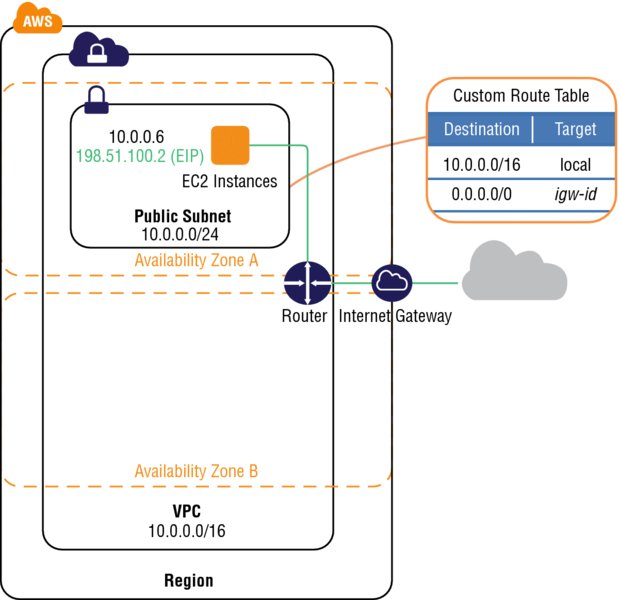 AWS
10.0.0.6
198.51.100.2 (EIP)
EC2 Instances
Public Subnet
10.0.0.0/24
Availability Zone A
Custom Route Table
Destination Target
10.0.0.0/16 local
0.0.0.0/0 igw-id
Router Internet Gateway
Availability Zone B
VPC
10.0.0.0/16
Region